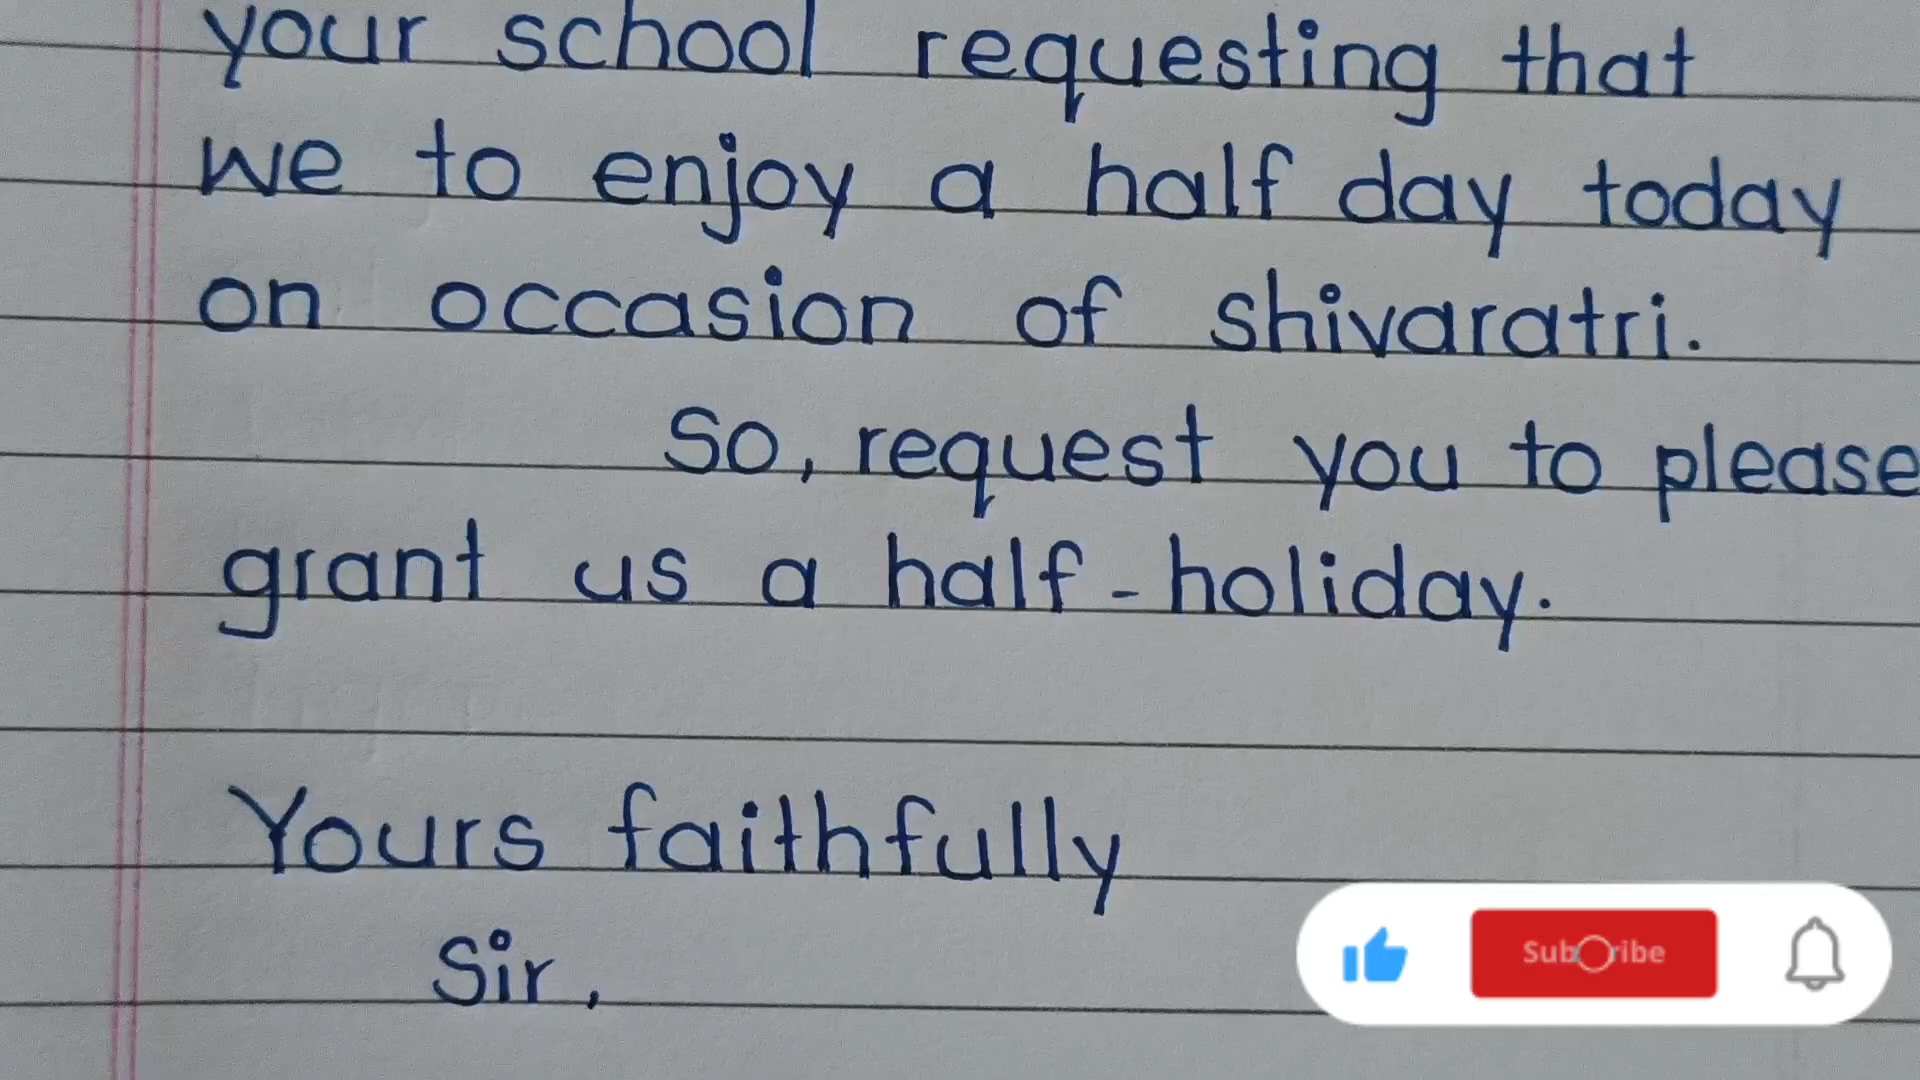 your school requesting that
we to enjoy a half day today
on occasion of shivaratri.
So, request you to please
grant us a half-holiday.
Yours faithfully
Sir,
Subscribe